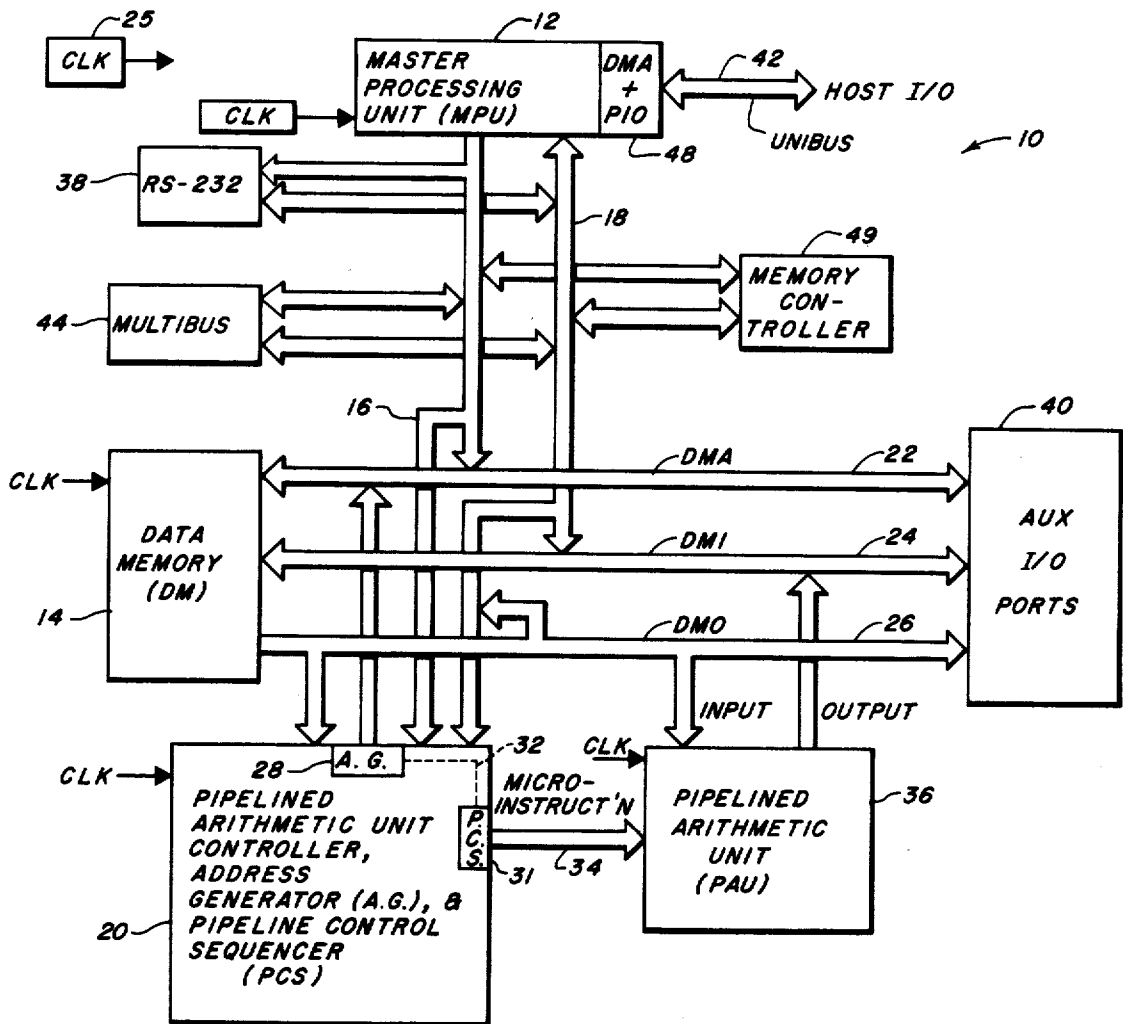 25
CLK
12
MASTER
PROCESSING
UNIT (MPU)
DMA
+
PIO
42
HOST I/O
UNIBUS
CLK
48
10
38
RS-232
18
49
MEMORY
CON-
TROLLER
44
MULTIBUS
16
40
CLK
DMA
22
DATA
MEMORY
(DM)
AUX
I/O
PORTS
DMI
24
14
DMO
26
INPUT
OUTPUT
CLK
28
A.G.
32
CLK
MICRO-
INSTRUCT'N
36
PIPELINED
ARITHMETIC UNIT
CONTROLLER,
ADDRESS
GENERATOR (A.G.), &
PIPELINE CONTROL
SEQUENCER
(PCS)
P.
C.
S.
31
34
PIPELINED
ARITHMETIC
UNIT
(PAU)
20